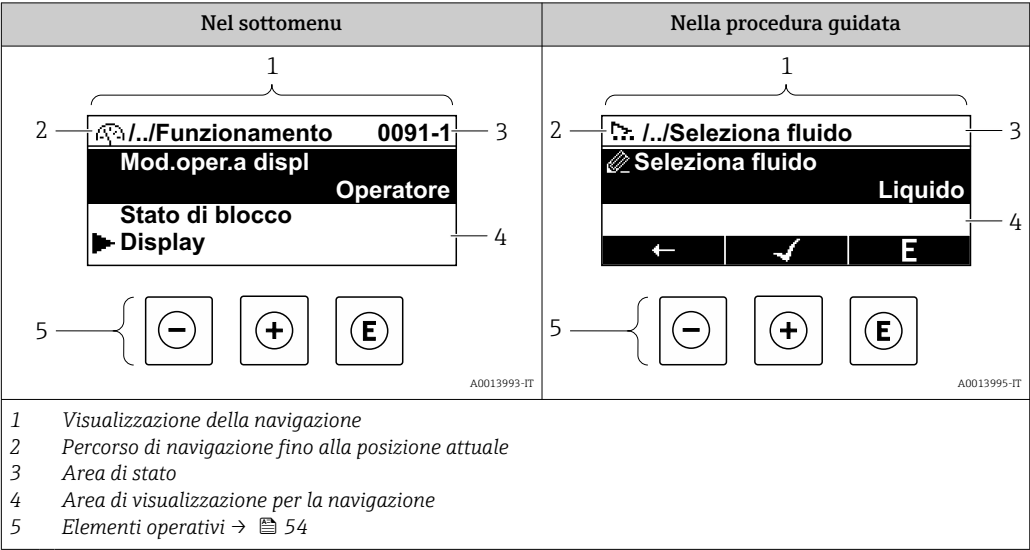 Nel sottomenu
Nella procedura guidata
1
1
2
/../Funzionamento 0091-1
3
Mod.oper.a displ
Operatore
Stato di blocco
Display
4
5
- + E
A0013993-IT
2
/../Seleziona fluido
3
Seleziona fluido
Liquido
4
← ✓ E
5
- + E
A0013995-IT
1 Visualizzazione della navigazione
2 Percorso di navigazione fino alla posizione attuale
3 Area di stato
4 Area di visualizzazione per la navigazione
5 Elementi operativi → 54